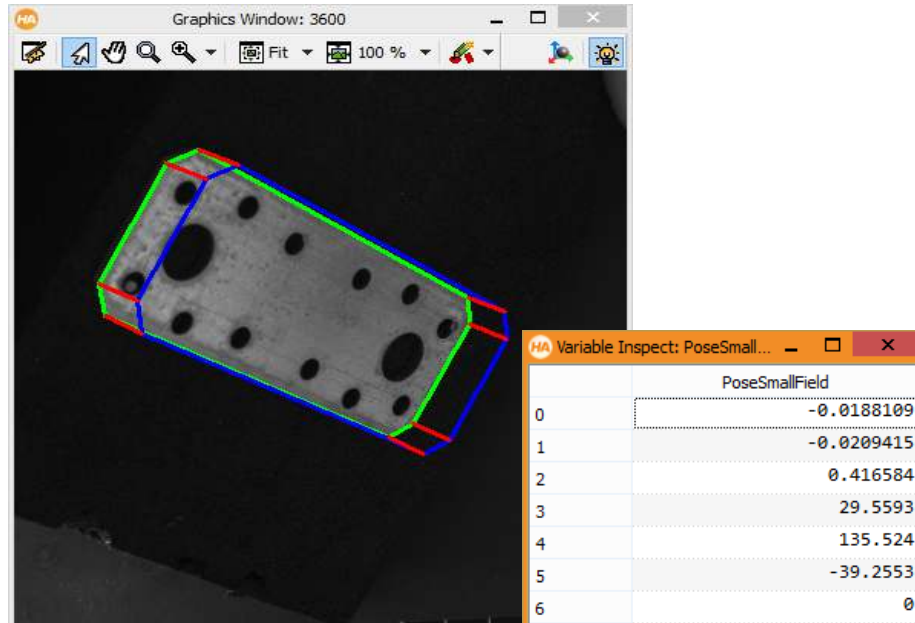 HA Graphics Window: 3600
Fit 100 %
HA Variable Inspect: PoseSmall...
PoseSmallField
0 -0.0188109
1 -0.0209415
2 0.416584
3 29.5593
4 135.524
5 -39.2553
6 0